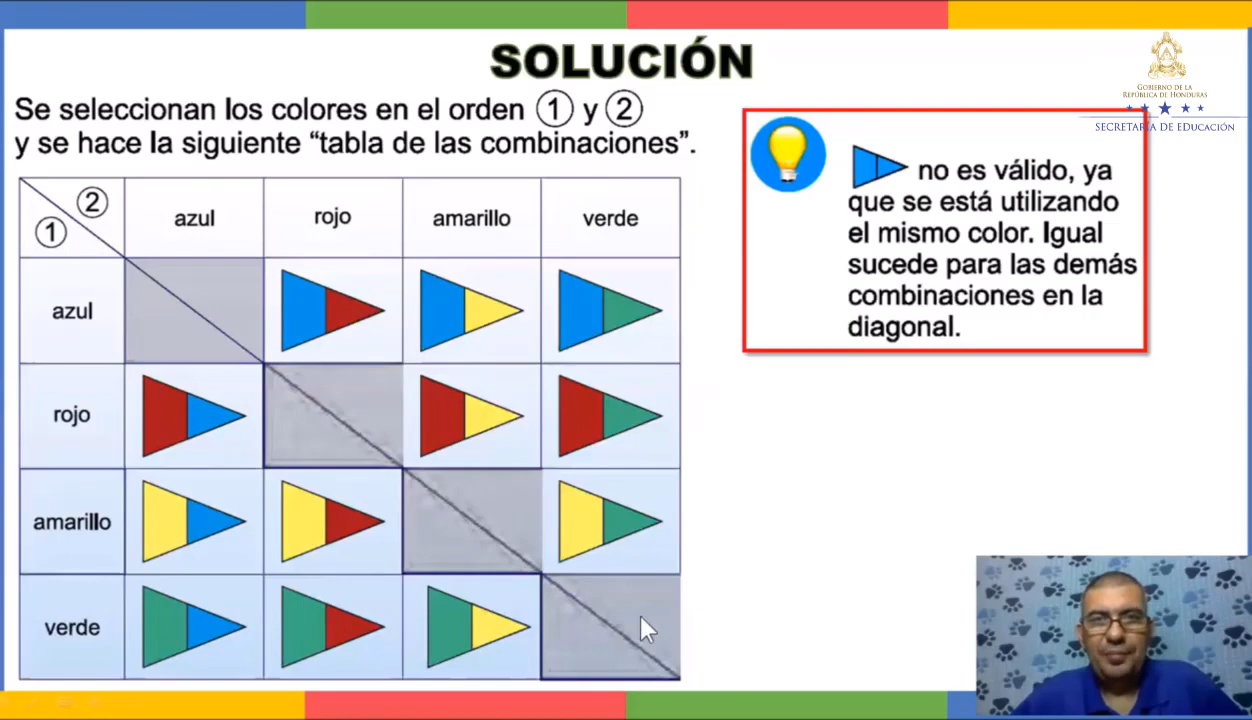 SOLUCIÓN
GOBIERNO DE LA
REPÚBLICA DE HONDURAS
SECRETARÍA DE EDUCACIÓN
Se seleccionan los colores en el orden ① y ②
y se hace la siguiente “tabla de las combinaciones”.
② azul rojo amarillo verde
①
azul
rojo
amarillo
verde
no es válido, ya
que se está utilizando
el mismo color. Igual
sucede para las demás
combinaciones en la
diagonal.